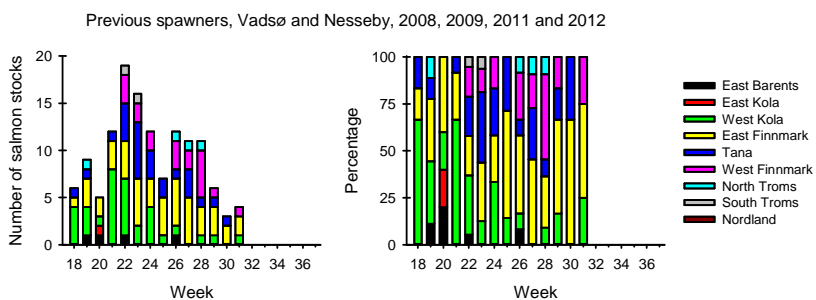 Previous spawners, Vadsø and Nesseby, 2008, 2009, 2011 and 2012
Number of salmon stocks
20
15
10
5
0
18 20 22 24 26 28 30 32 34 36
Week
Percentage
100
75
50
25
0
18 20 22 24 26 28 30 32 34 36
Week
East Barents
East Kola
West Kola
East Finnmark
Tana
West Finnmark
North Troms
South Troms
Nordland